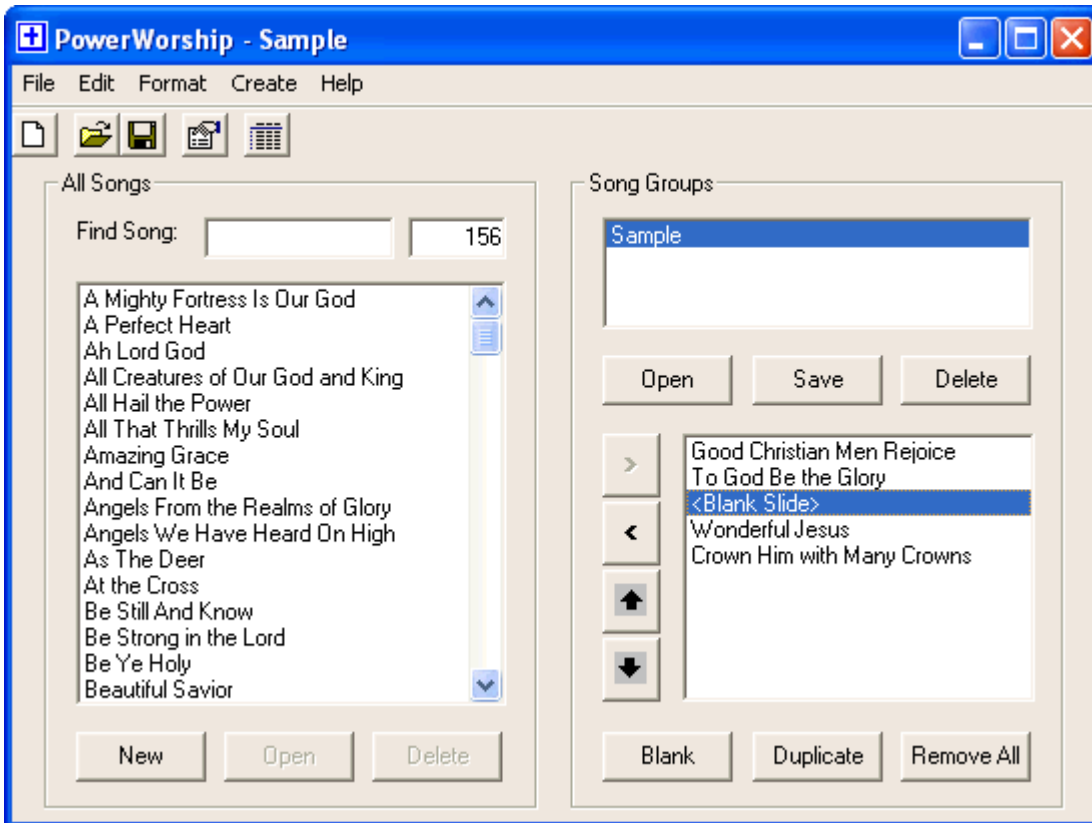 PowerWorship - Sample
File Edit Format Create Help
All Songs
Find Song: 156
A Mighty Fortress Is Our God
A Perfect Heart
Ah Lord God
All Creatures of Our God and King
All Hail the Power
All That Thrills My Soul
Amazing Grace
And Can It Be
Angels From the Realms of Glory
Angels We Have Heard On High
As The Deer
At the Cross
Be Still And Know
Be Strong in the Lord
Be Ye Holy
Beautiful Savior
New Open Delete
Song Groups
Sample
Open Save Delete
>
<
Good Christian Men Rejoice
To God Be the Glory
<Blank Slide>
Wonderful Jesus
Crown Him with Many Crowns
Blank Duplicate Remove All